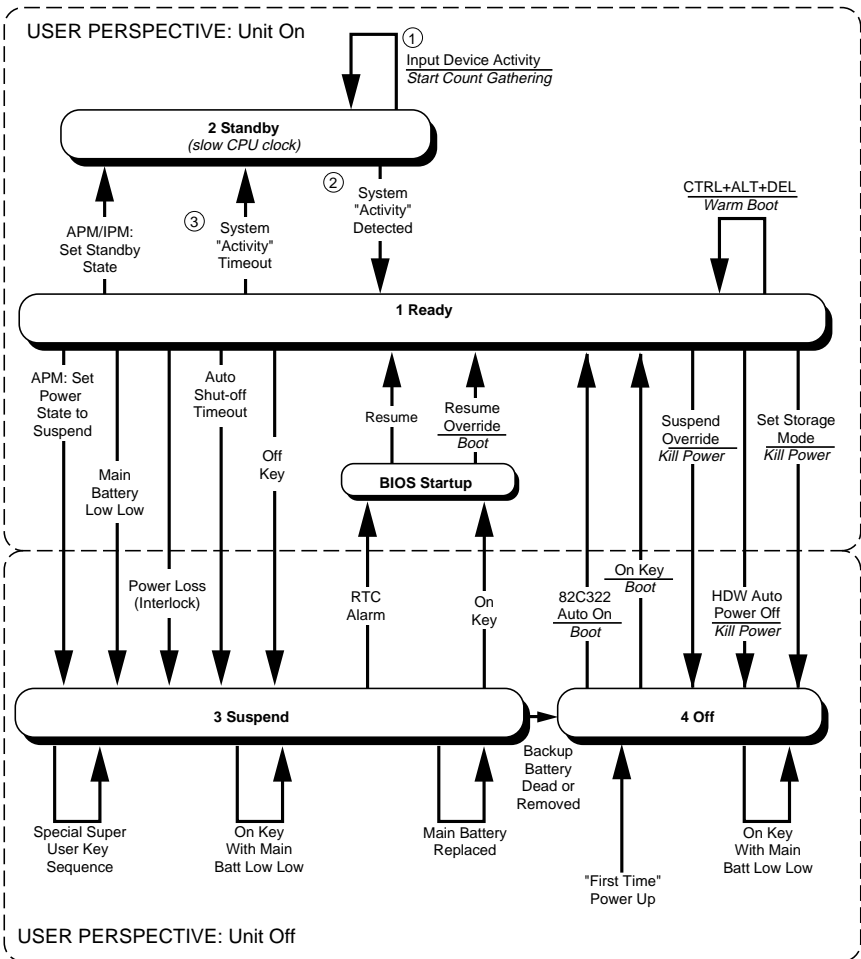 USER PERSPECTIVE: Unit On
1
Input Device Activity
Start Count Gathering
2 Standby
(slow CPU clock)
APM/IPM:
Set Standby
State
3
System
"Activity"
Timeout
2
System
"Activity"
Detected
CTRL+ALT+DEL
Warm Boot
1 Ready
APM: Set
Power
State to
Suspend
Main
Battery
Low Low
Power Loss
(Interlock)
Auto
Shut-off
Timeout
Off
Key
Resume
Resume
Override
Boot
BIOS Startup
RTC
Alarm
On
Key
82C322
Auto On
Boot
On Key
Boot
Suspend
Override
Kill Power
HDW Auto
Power Off
Kill Power
Set Storage
Mode
Kill Power
3 Suspend
4 Off
Backup
Battery
Dead or
Removed
Special Super
User Key
Sequence
On Key
With Main
Batt Low Low
Main Battery
Replaced
"First Time"
Power Up
On Key
With Main
Batt Low Low
USER PERSPECTIVE: Unit Off